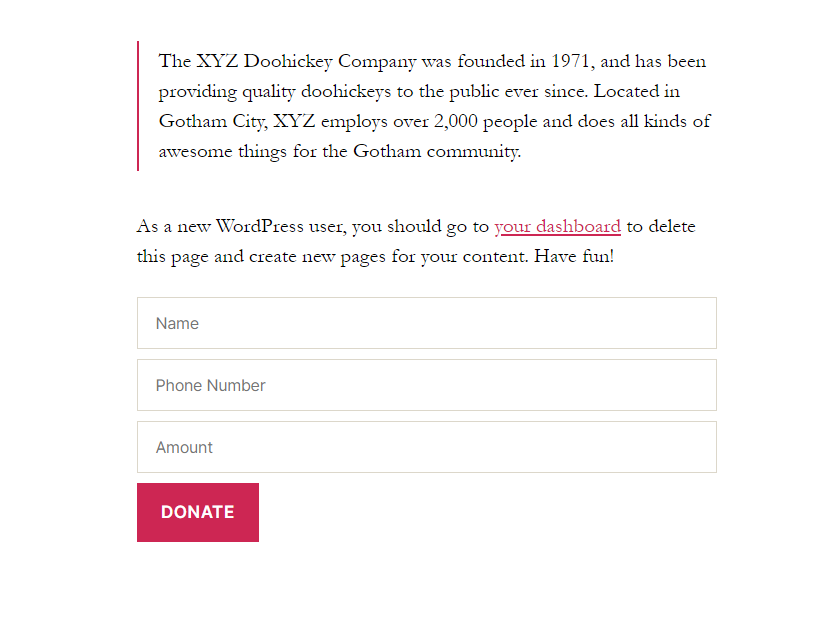 The XYZ Doohickey Company was founded in 1971, and has been
providing quality doohickeys to the public ever since. Located in
Gotham City, XYZ employs over 2,000 people and does all kinds of
awesome things for the Gotham community.
As a new WordPress user, you should go to your dashboard to delete
this page and create new pages for your content. Have fun!
Name
Phone Number
Amount
DONATE